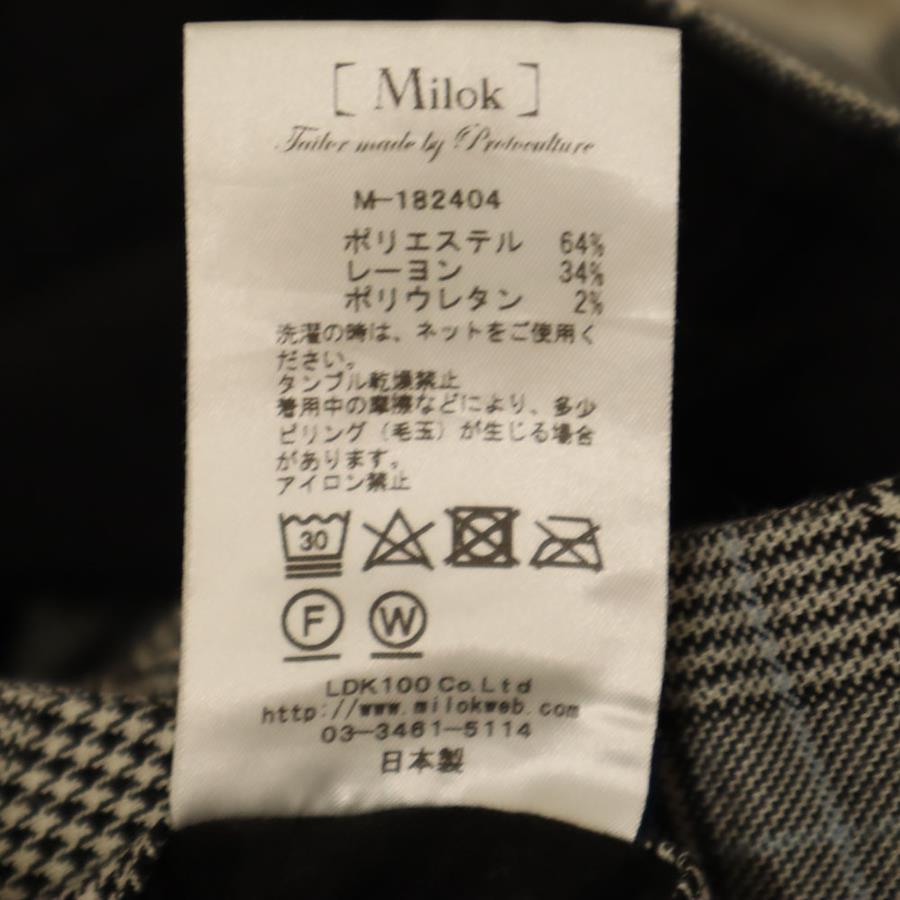 [ Milok ]
Tailor made by Protoculture
M-182404
ポリエステル 64%
レーヨン 34%
ポリウレタン 2%
洗濯の時は、ネットをご使用く
ださい。
タンブル乾燥禁止
着用中の摩擦などにより、多少
ピリング（毛玉）が生じる場合
があります。
アイロン禁止
30
F W
LDK100 Co.Ltd
http://www.milokweb.com
03-3461-5114
日本製